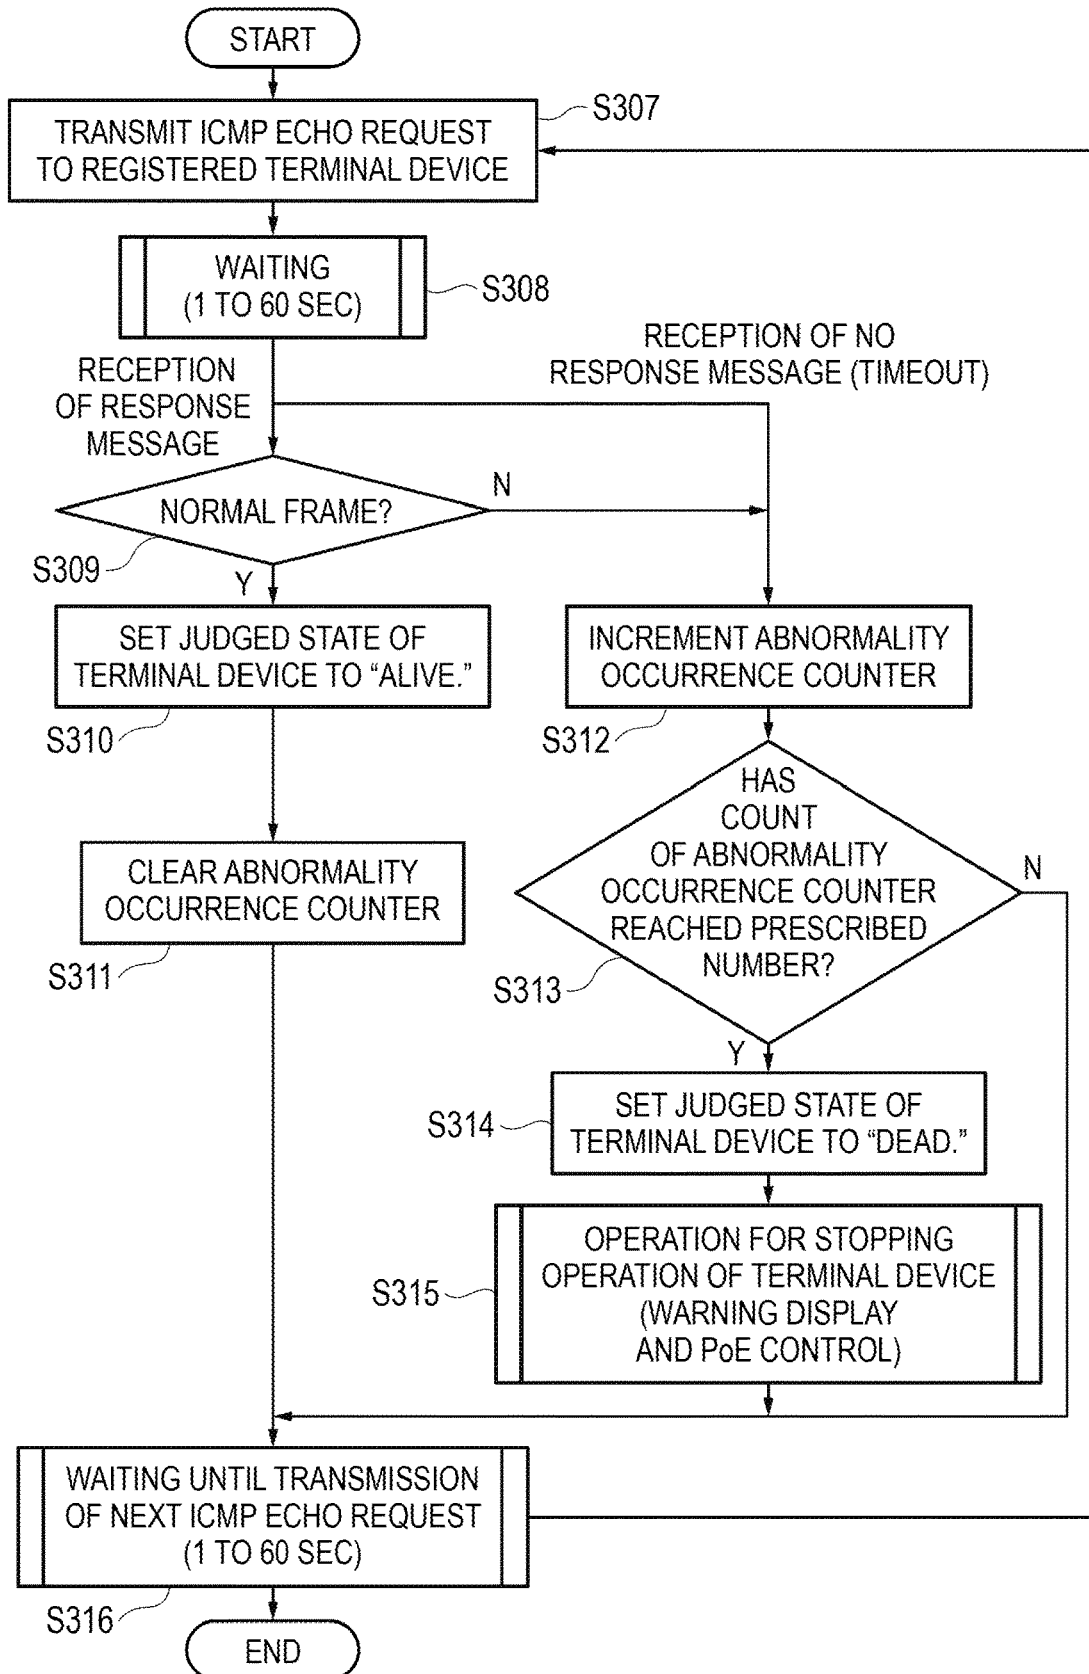 START
S307
TRANSMIT ICMP ECHO REQUEST
TO REGISTERED TERMINAL DEVICE
WAITING
(1 TO 60 SEC)
S308
RECEPTION
OF RESPONSE
MESSAGE
RECEPTION OF NO
RESPONSE MESSAGE (TIMEOUT)
NORMAL FRAME?
N
S309
Y
SET JUDGED STATE OF
TERMINAL DEVICE TO “ALIVE.”
S310
INCREMENT ABNORMALITY
OCCURRENCE COUNTER
S312
CLEAR ABNORMALITY
OCCURRENCE COUNTER
S311
HAS
COUNT
OF ABNORMALITY
OCCURRENCE COUNTER
REACHED PRESCRIBED
NUMBER?
N
S313
Y
SET JUDGED STATE OF
TERMINAL DEVICE TO “DEAD.”
S314
OPERATION FOR STOPPING
OPERATION OF TERMINAL DEVICE
(WARNING DISPLAY
AND PoE CONTROL)
S315
WAITING UNTIL TRANSMISSION
OF NEXT ICMP ECHO REQUEST
(1 TO 60 SEC)
S316
END